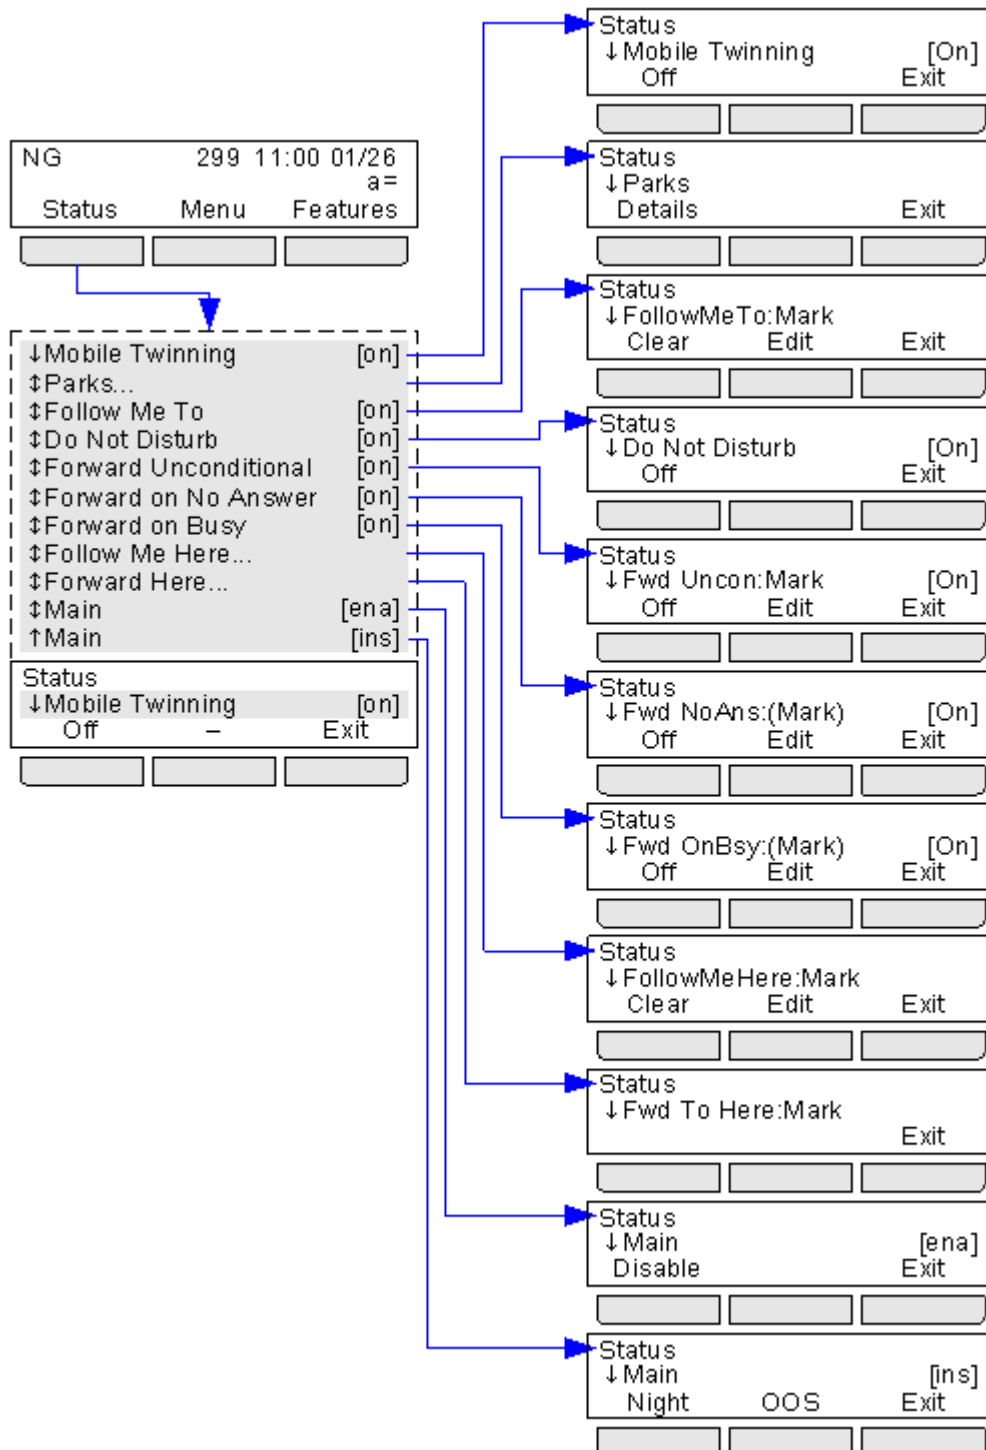 NG 299 11:00 01/26
a=
Status Menu Features
↓Mobile Twinning [on]
↕Parks...
↕Follow Me To [on]
↕Do Not Disturb [on]
↕Forward Unconditional [on]
↕Forward on No Answer [on]
↕Forward on Busy [on]
↕Follow Me Here...
↕Forward Here...
↕Main [ena]
↑Main [ins]
Status
↓Mobile Twinning [on]
Off – Exit
Status
↓Mobile Twinning [On]
Off Exit
Status
↓Parks
Details Exit
Status
↓FollowMeTo:Mark
Clear Edit Exit
Status
↓Do Not Disturb [On]
Off Exit
Status
↓Fwd Uncon:Mark [On]
Off Edit Exit
Status
↓Fwd NoAns:(Mark) [On]
Off Edit Exit
Status
↓Fwd OnBsy:(Mark) [On]
Off Edit Exit
Status
↓FollowMeHere:Mark
Clear Edit Exit
Status
↓Fwd To Here:Mark
Exit
Status
↓Main [ena]
Disable Exit
Status
↓Main [ins]
Night OOS Exit